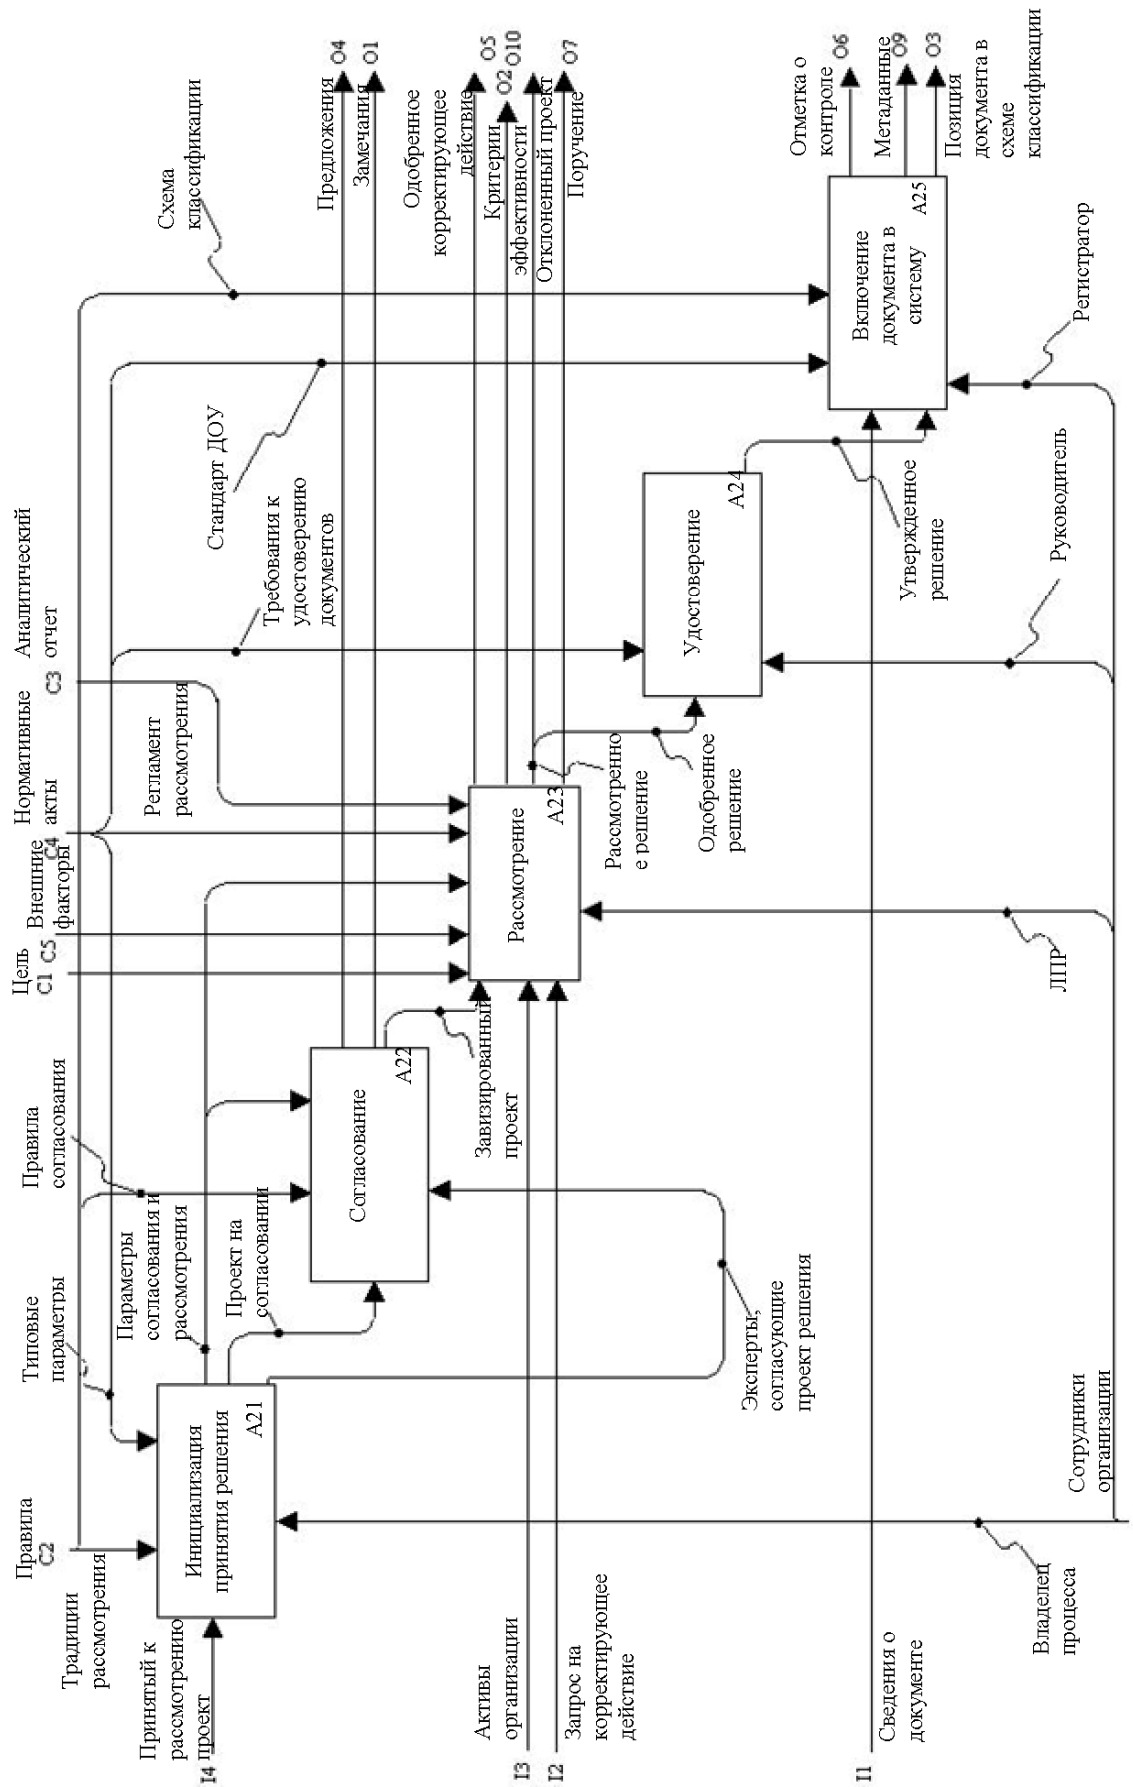 Правила
C2
Типовые
параметры
Правила
согласования
Цель
C1
Внешние
факторы
C5
Нормативные
акты
C4
Аналитический
отчет
C3
Схема
классификации
Традиции
рассмотрения
Параметры
согласования и
рассмотрения
Регламент
рассмотрения
Требования к
удостоверению
документов
Стандарт ДОУ
Принятый к
рассмотрению
проект
I4
Инициализация
принятия решения
A21
Проект на
согласовании
Согласование
A22
Предложения
O4
Замечания
O1
Завизированный
проект
Активы
организации
I3
Запрос на
корректирующее
действие
I2
Рассмотрение
A23
Одобренное
корректирующее
действие
O5
Критерии
эффективности
O2
Отклоненный проект
O10
Поручение
O7
Рассмотренно
е решение
Одобренное
решение
Эксперты,
согласующие
проект решения
Удостоверение
A24
Утвержденное
решение
Сведения о
документе
I1
Включение
документа в
систему
A25
Отметка о
контроле
O6
Метаданные
O9
Позиция
документа в
схеме
классификации
O3
Владелец
процесса
Сотрудники
организации
ЛПР
Руководитель
Регистратор